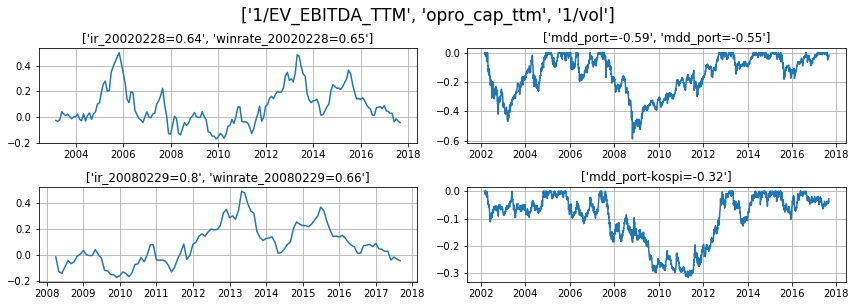 ['1/EV_EBITDA_TTM', 'opro_cap_ttm', '1/vol']
['ir_20020228=0.64', 'winrate_20020228=0.65']
0.4
0.2
0.0
−0.2
2004 2006 2008 2010 2012 2014 2016 2018
['mdd_port=-0.59', 'mdd_port=-0.55']
0.0
−0.2
−0.4
−0.6
2002 2004 2006 2008 2010 2012 2014 2016 2018
['ir_20080229=0.8', 'winrate_20080229=0.66']
0.4
0.2
0.0
−0.2
2008 2009 2010 2011 2012 2013 2014 2015 2016 2017 2018
['mdd_port-kospi=-0.32']
0.0
−0.1
−0.2
−0.3
2002 2004 2006 2008 2010 2012 2014 2016 2018